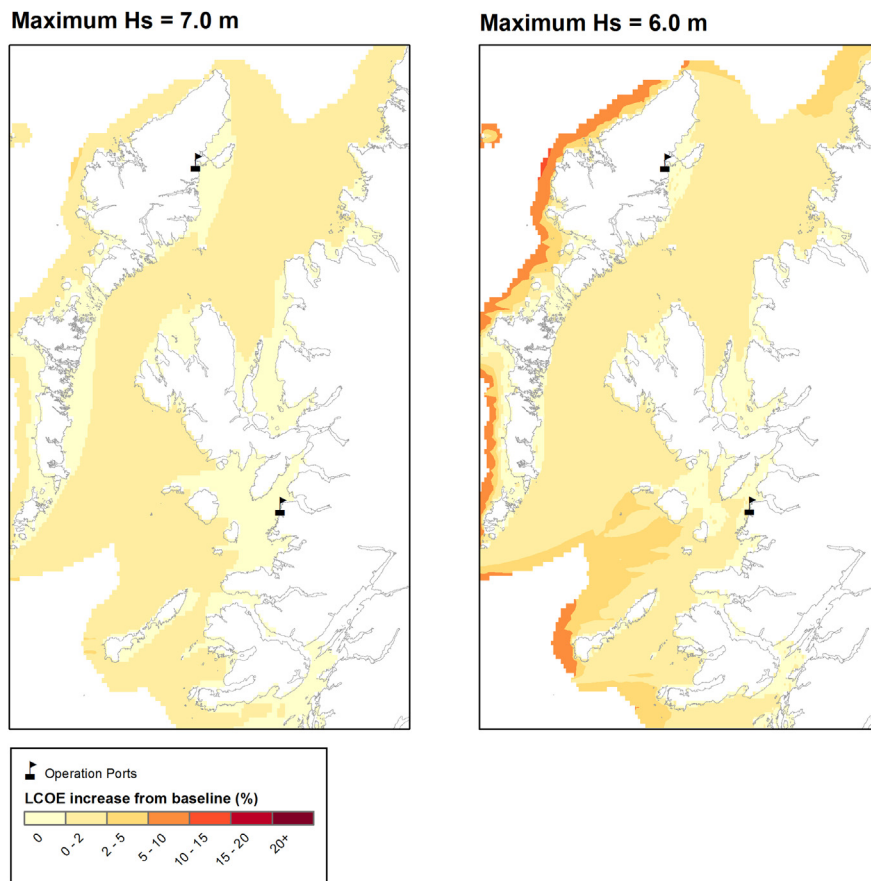 Maximum Hs = 7.0 m
Maximum Hs = 6.0 m
Operation Ports
LCOE increase from baseline (%)
0
0 - 2
2 - 5
5 - 10
10 - 15
15 - 20
20+